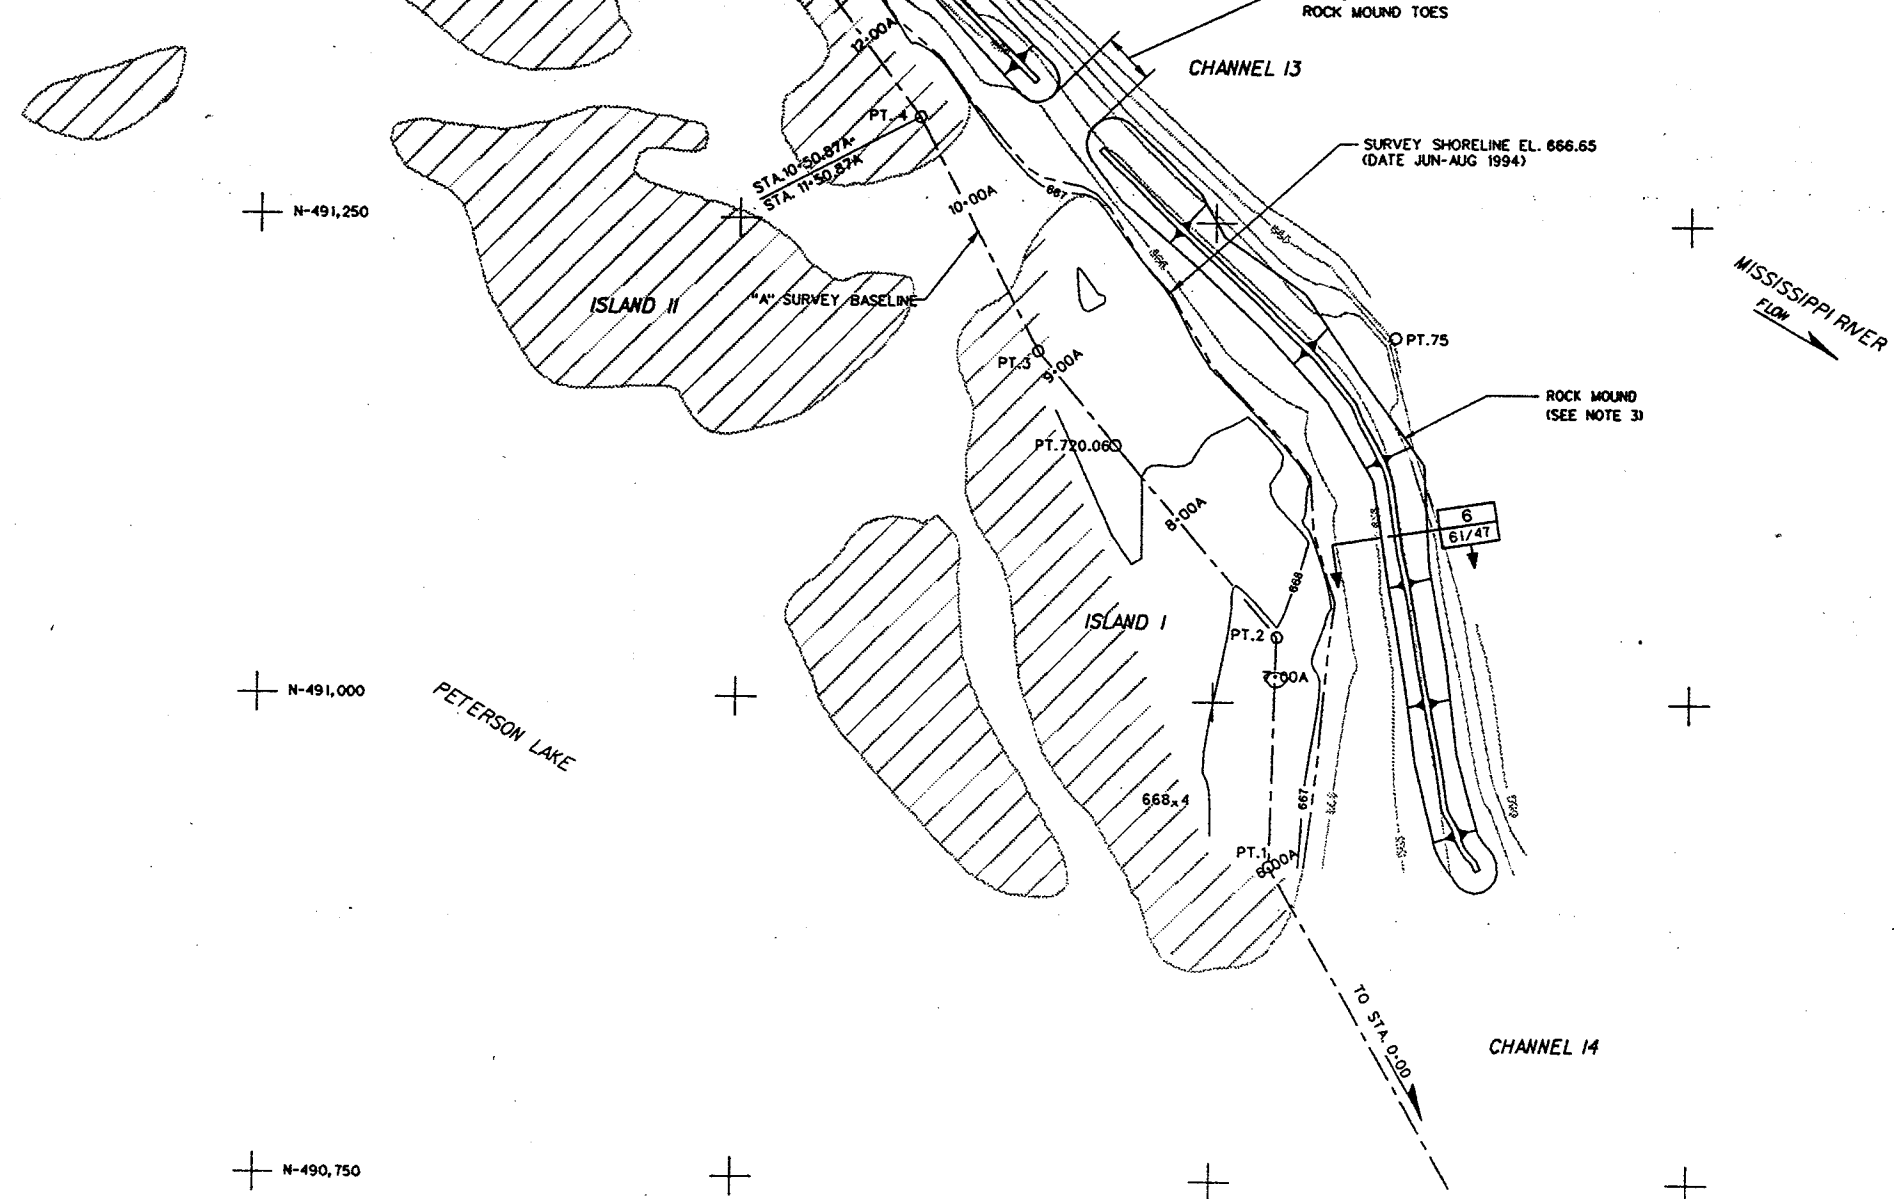 ROCK MOUND TOES
12+00A
CHANNEL 13
PT. 4
SURVEY SHORELINE EL. 666.65
(DATE JUN-AUG 1994)
STA.10+50.87A=
STA. 11+50.87A
667
10+00A
N-491,250
666
660
MISSISSIPPI RIVER
FLOW
ISLAND II
"A" SURVEY BASELINE
PT.75
PT.3
9+00A
ROCK MOUND
(SEE NOTE 3)
PT.720.06
8+00A
6
61/47
668
ISLAND I
PT.2
7+00A
N-491,000
PETERSON LAKE
668x4
667
PT.1
6+00A
TO STA. 0+00
CHANNEL 14
N-490,750